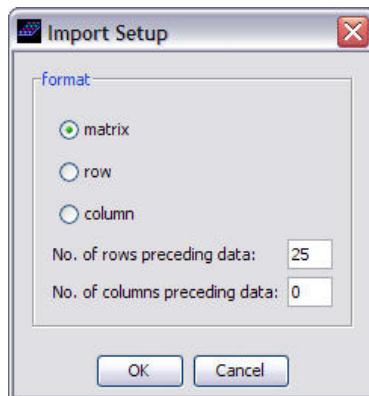 Import Setup
format
matrix
row
column
No. of rows preceding data: 25
No. of columns preceding data: 0
OK Cancel